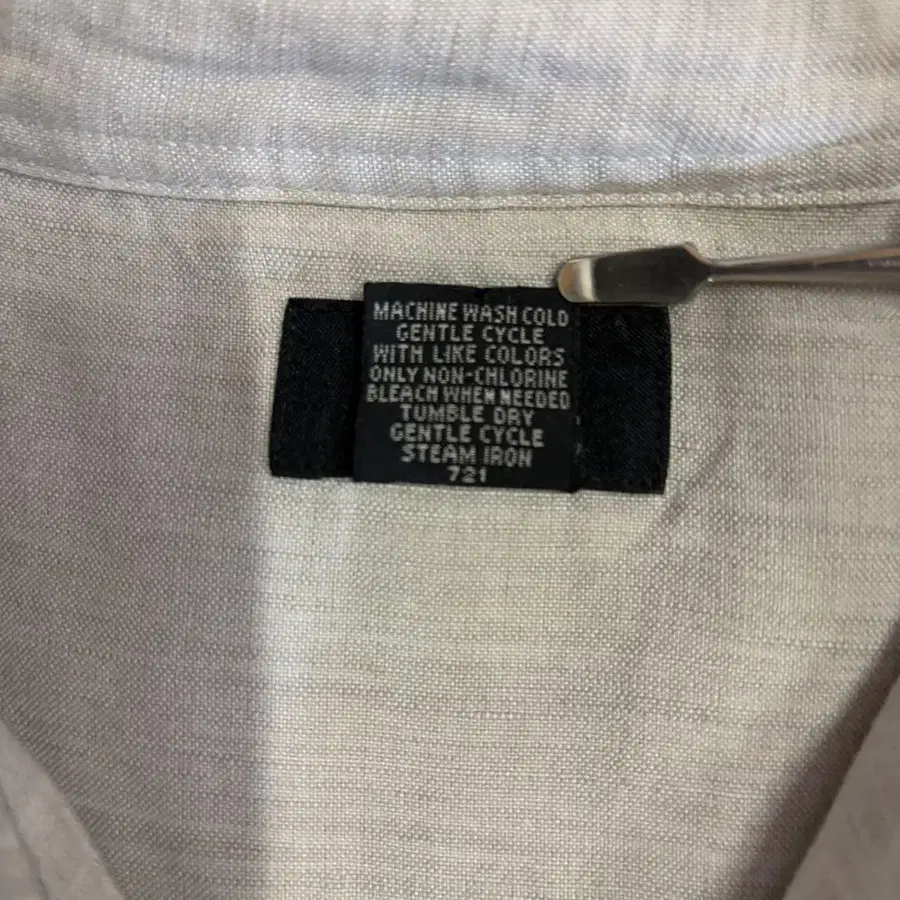 MACHINE WASH COLD
GENTLE CYCLE
WITH LIKE COLORS
ONLY NON-CHLORINE
BLEACH WHEN NEEDED
TUMBLE DRY
GENTLE CYCLE
STEAM IRON
721